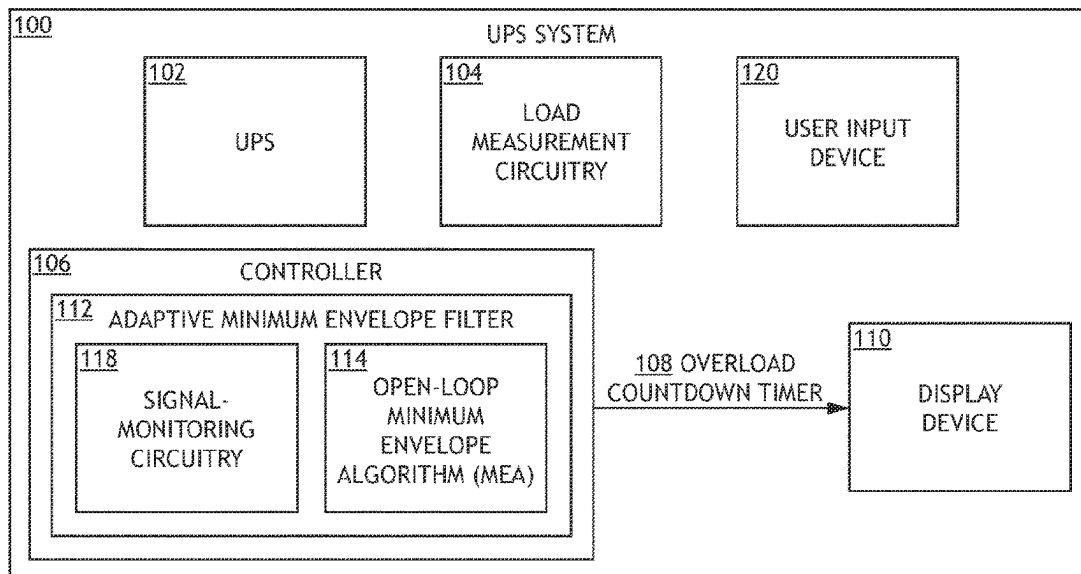 100
UPS SYSTEM
102
UPS
104
LOAD
MEASUREMENT
CIRCUITRY
120
USER INPUT
DEVICE
106
CONTROLLER
112
ADAPTIVE MINIMUM ENVELOPE FILTER
118
SIGNAL-
MONITORING
CIRCUITRY
114
OPEN-LOOP
MINIMUM
ENVELOPE
ALGORITHM (MEA)
108 OVERLOAD
COUNTDOWN TIMER
110
DISPLAY
DEVICE